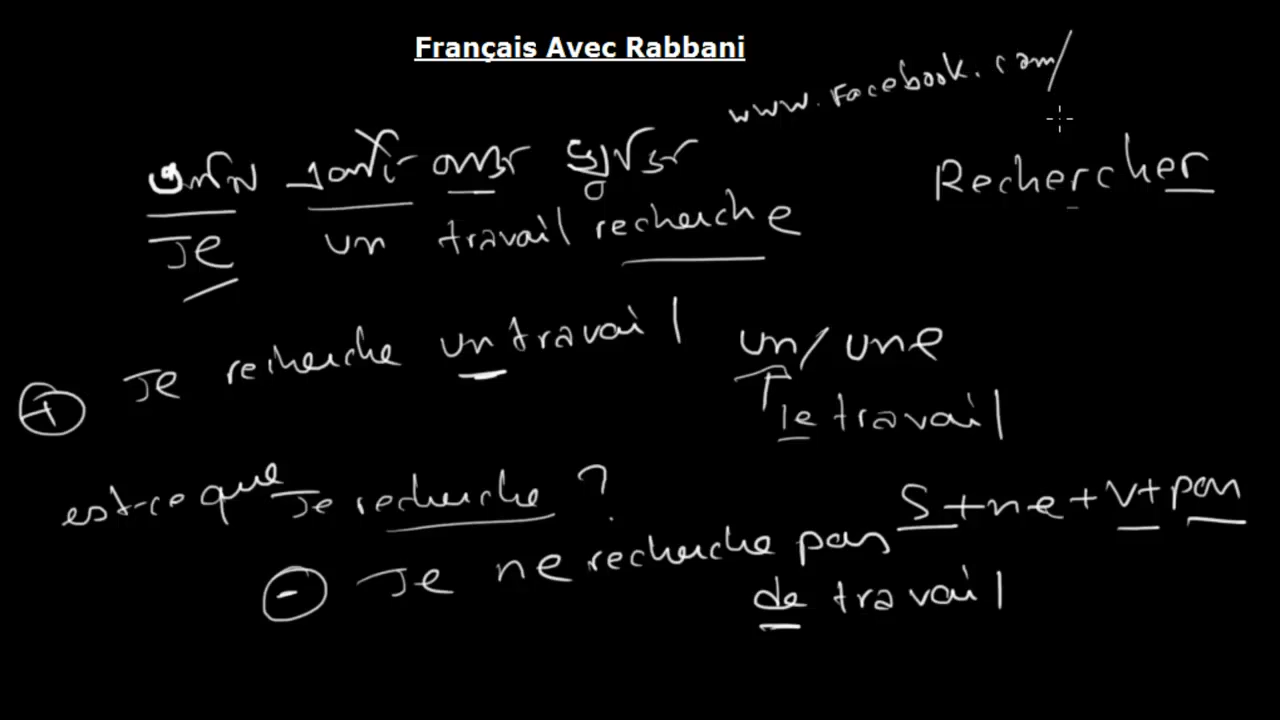 Français Avec Rabbani
www.Facebook.com/
Rechercher
Je un travail recherche
+ Je recherche un travail
un/une
le travail
est-ce que Je recherche ?
S+ne+V+pas
- Je ne recherche pas
de travail